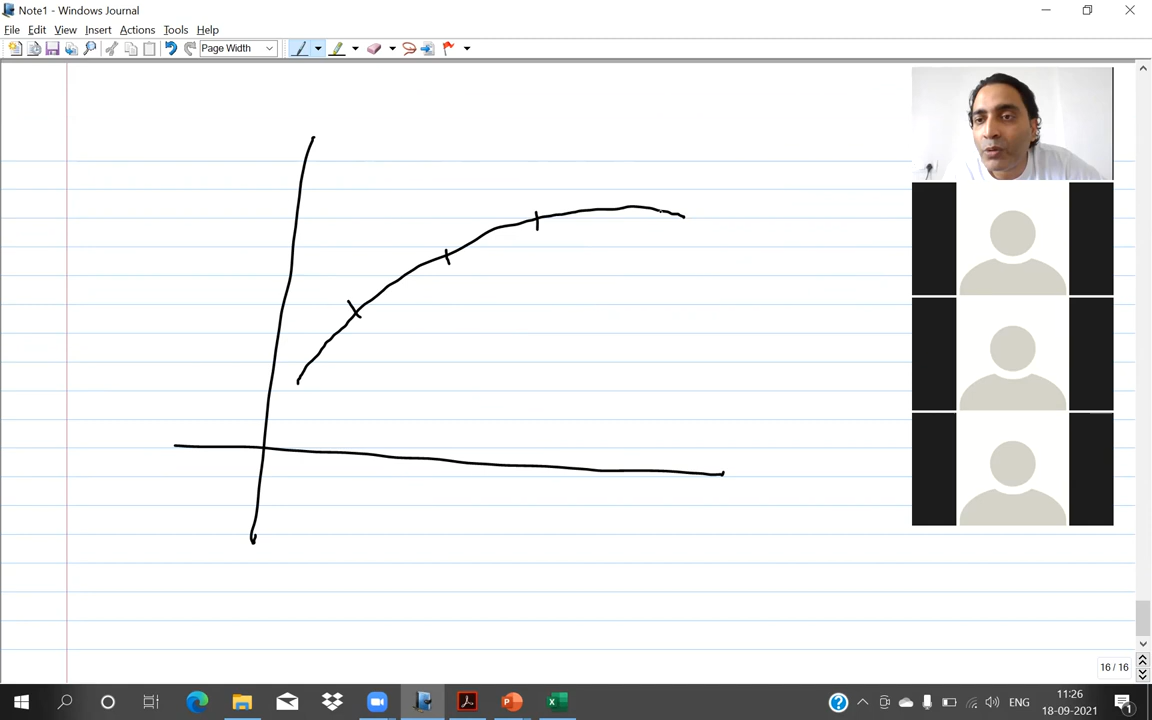 Note1 - Windows Journal
File Edit View Insert Actions Tools Help
Page Width
16 / 16
ENG
11:26
18-09-2021
1